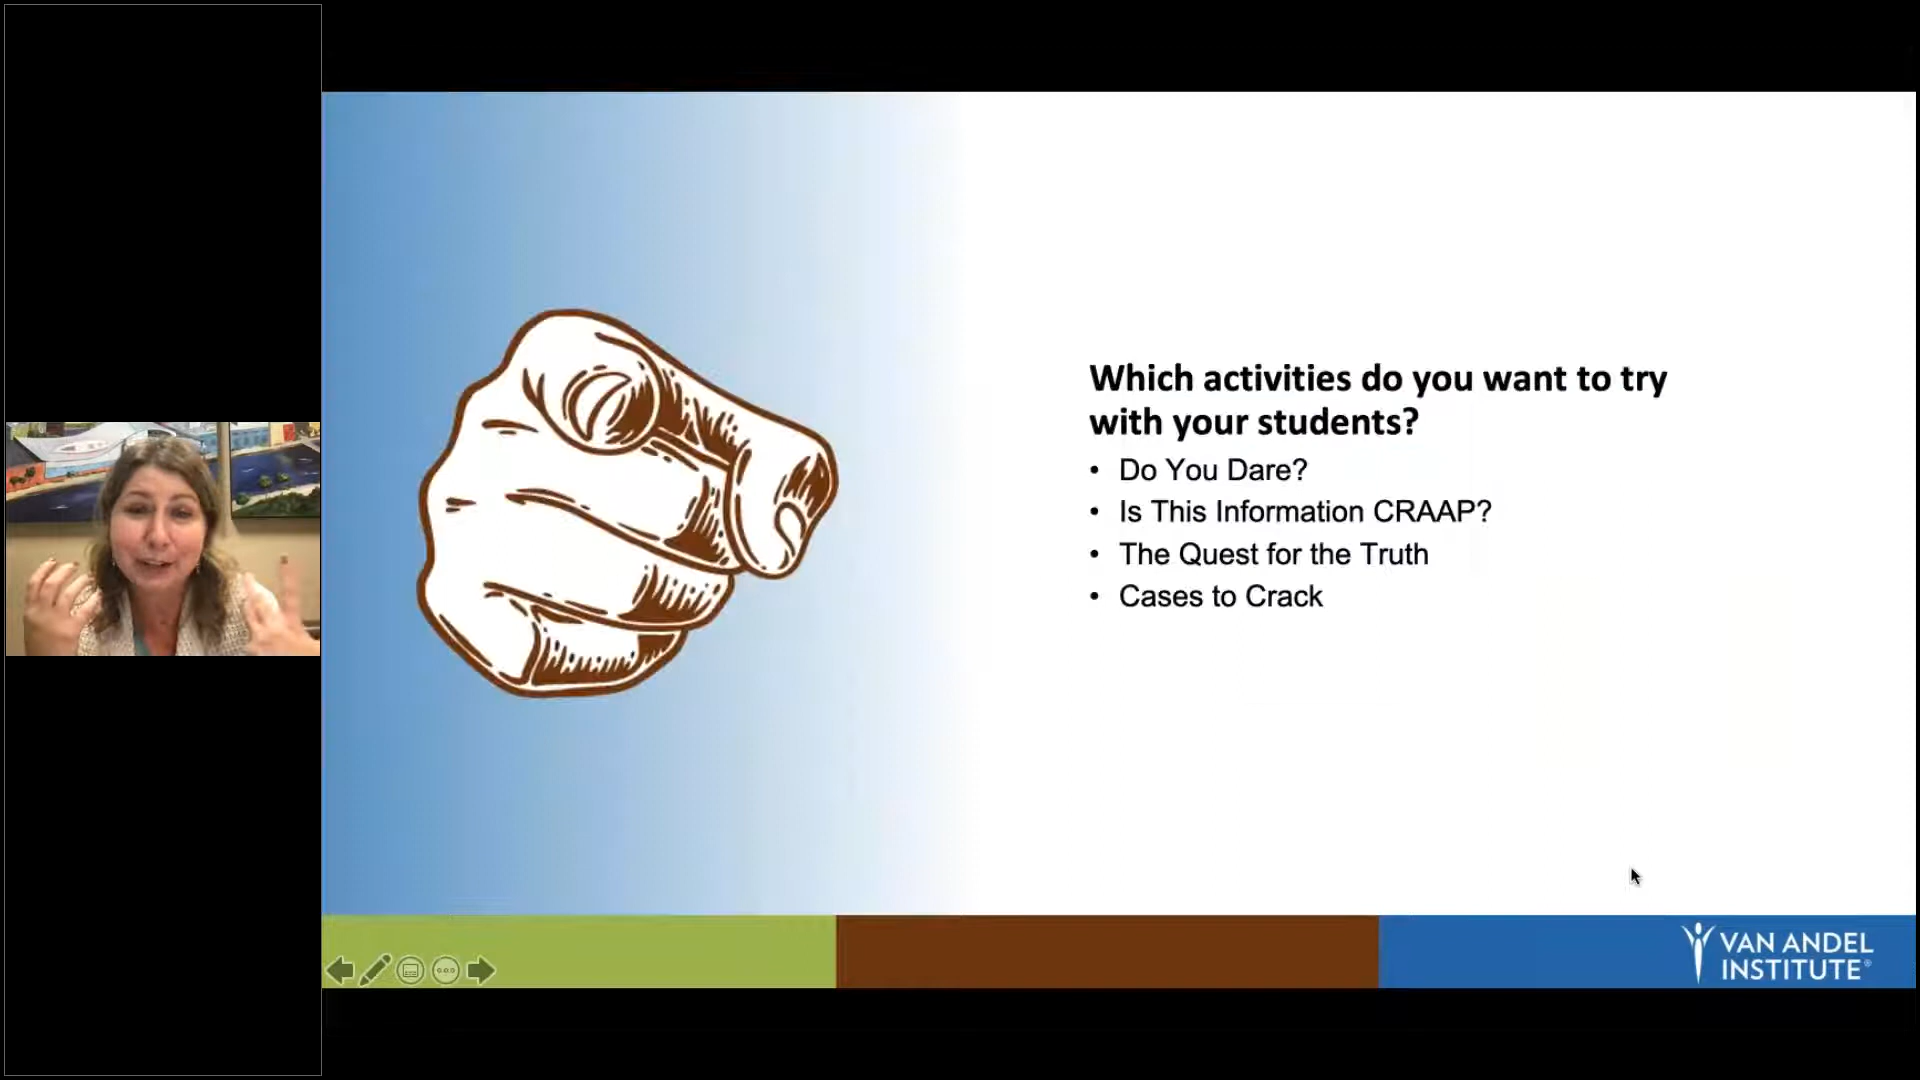 Which activities do you want to try
with your students?
• Do You Dare?
• Is This Information CRAAP?
• The Quest for the Truth
• Cases to Crack
VAN ANDEL
INSTITUTE®